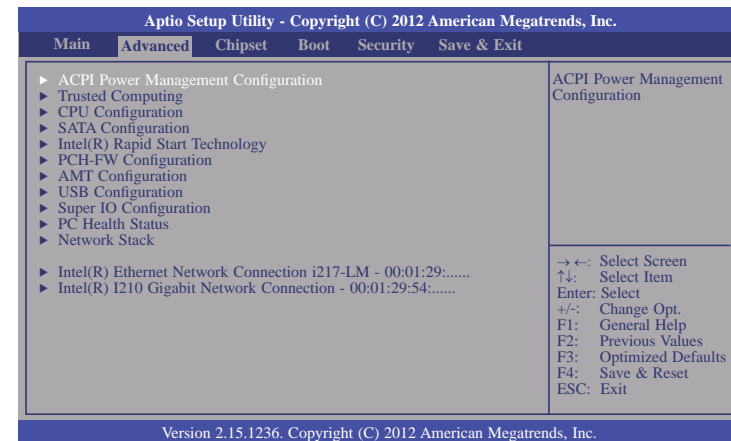 Aptio Setup Utility - Copyright (C) 2012 American Megatrends, Inc.
Main Advanced Chipset Boot Security Save & Exit
► ACPI Power Management Configuration
► Trusted Computing
► CPU Configuration
► SATA Configuration
► Intel(R) Rapid Start Technology
► PCH-FW Configuration
► AMT Configuration
► USB Configuration
► Super IO Configuration
► PC Health Status
► Network Stack
► Intel(R) Ethernet Network Connection i217-LM - 00:01:29:......
► Intel(R) I210 Gigabit Network Connection - 00:01:29:54:......
ACPI Power Management
Configuration
→←: Select Screen
↑↓: Select Item
Enter: Select
+/-: Change Opt.
F1: General Help
F2: Previous Values
F3: Optimized Defaults
F4: Save & Reset
ESC: Exit
Version 2.15.1236. Copyright (C) 2012 American Megatrends, Inc.